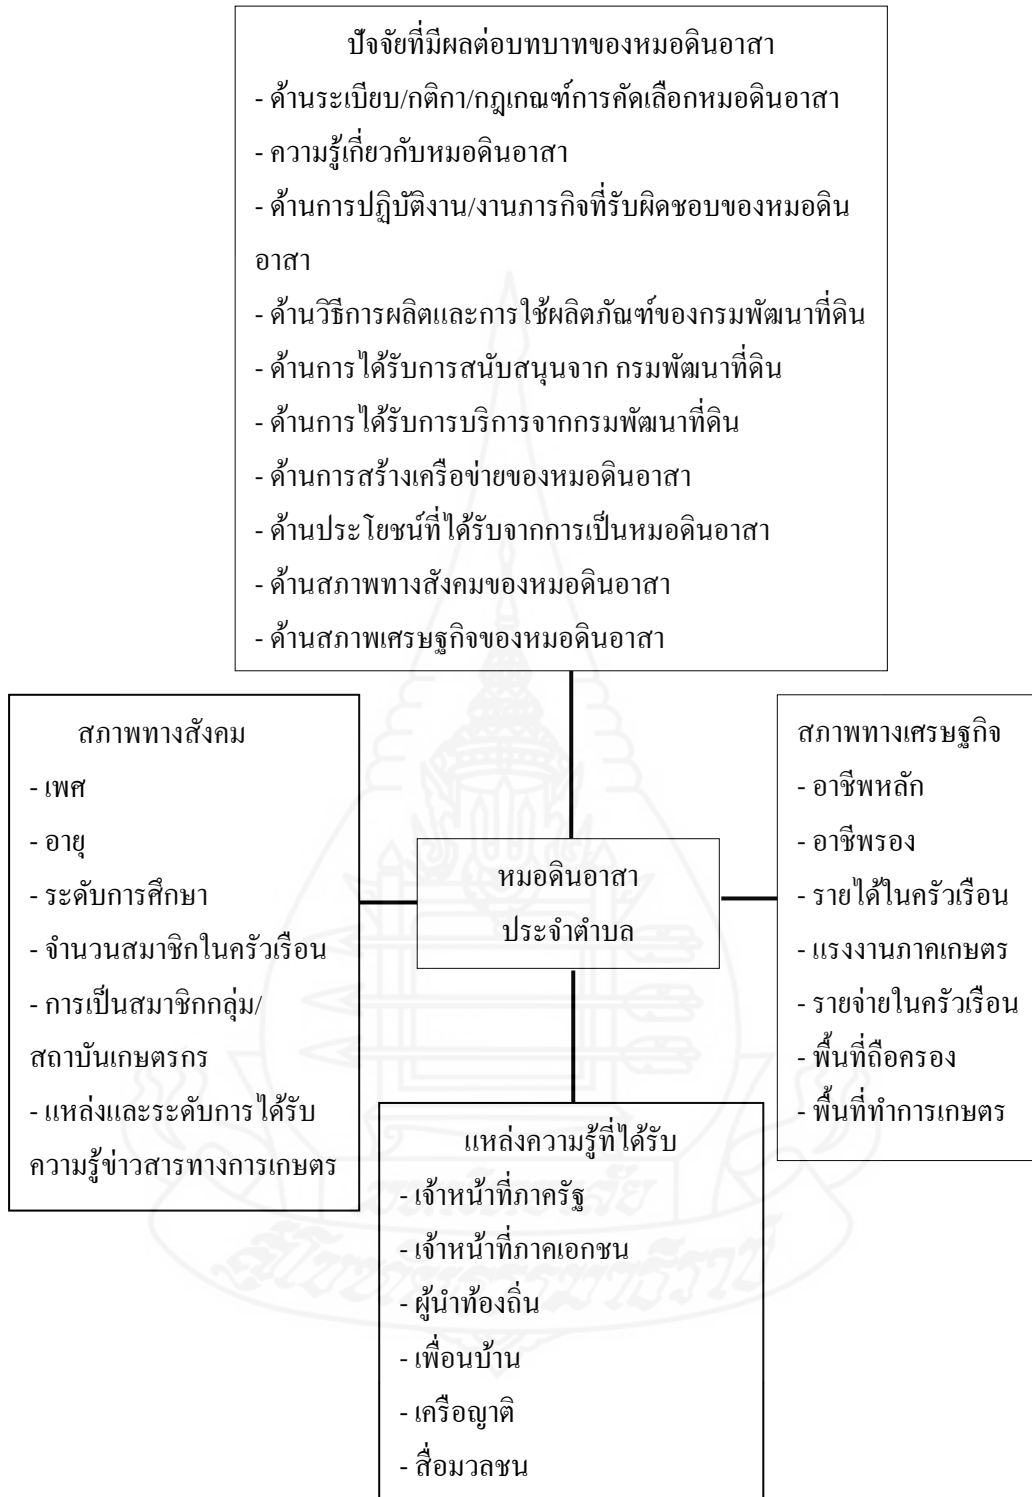 ปัจจัยที่มีผลต่อบทบาทของหมอดินอาสา
- ด้านระเบียบ/กติกา/กฎเกณฑ์การคัดเลือกหมอดินอาสา
- ความรู้เกี่ยวกับหมอดินอาสา
- ด้านการปฏิบัติงาน/งานภารกิจที่รับผิดชอบของหมอดิน
อาสา
- ด้านวิธีการผลิตและการใช้ผลิตภัณฑ์ของกรมพัฒนาที่ดิน
- ด้านการได้รับการสนับสนุนจาก กรมพัฒนาที่ดิน
- ด้านการได้รับการบริการจากกรมพัฒนาที่ดิน
- ด้านการสร้างเครือข่ายของหมอดินอาสา
- ด้านประโยชน์ที่ได้รับจากการเป็นหมอดินอาสา
- ด้านสภาพทางสังคมของหมอดินอาสา
- ด้านสภาพเศรษฐกิจของหมอดินอาสา
สภาพทางสังคม
- เพศ
- อายุ
- ระดับการศึกษา
- จำนวนสมาชิกในครัวเรือน
- การเป็นสมาชิกกลุ่ม/
สถาบันเกษตรกร
- แหล่งและระดับการได้รับ
ความรู้ข่าวสารทางการเกษตร
หมอดินอาสา
ประจำตำบล
สภาพทางเศรษฐกิจ
- อาชีพหลัก
- อาชีพรอง
- รายได้ในครัวเรือน
- แรงงานภาคเกษตร
- รายจ่ายในครัวเรือน
- พื้นที่ถือครอง
- พื้นที่ทำการเกษตร
แหล่งความรู้ที่ได้รับ
- เจ้าหน้าที่ภาครัฐ
- เจ้าหน้าที่ภาคเอกชน
- ผู้นำท้องถิ่น
- เพื่อนบ้าน
- เครือญาติ
- สื่อมวลชน